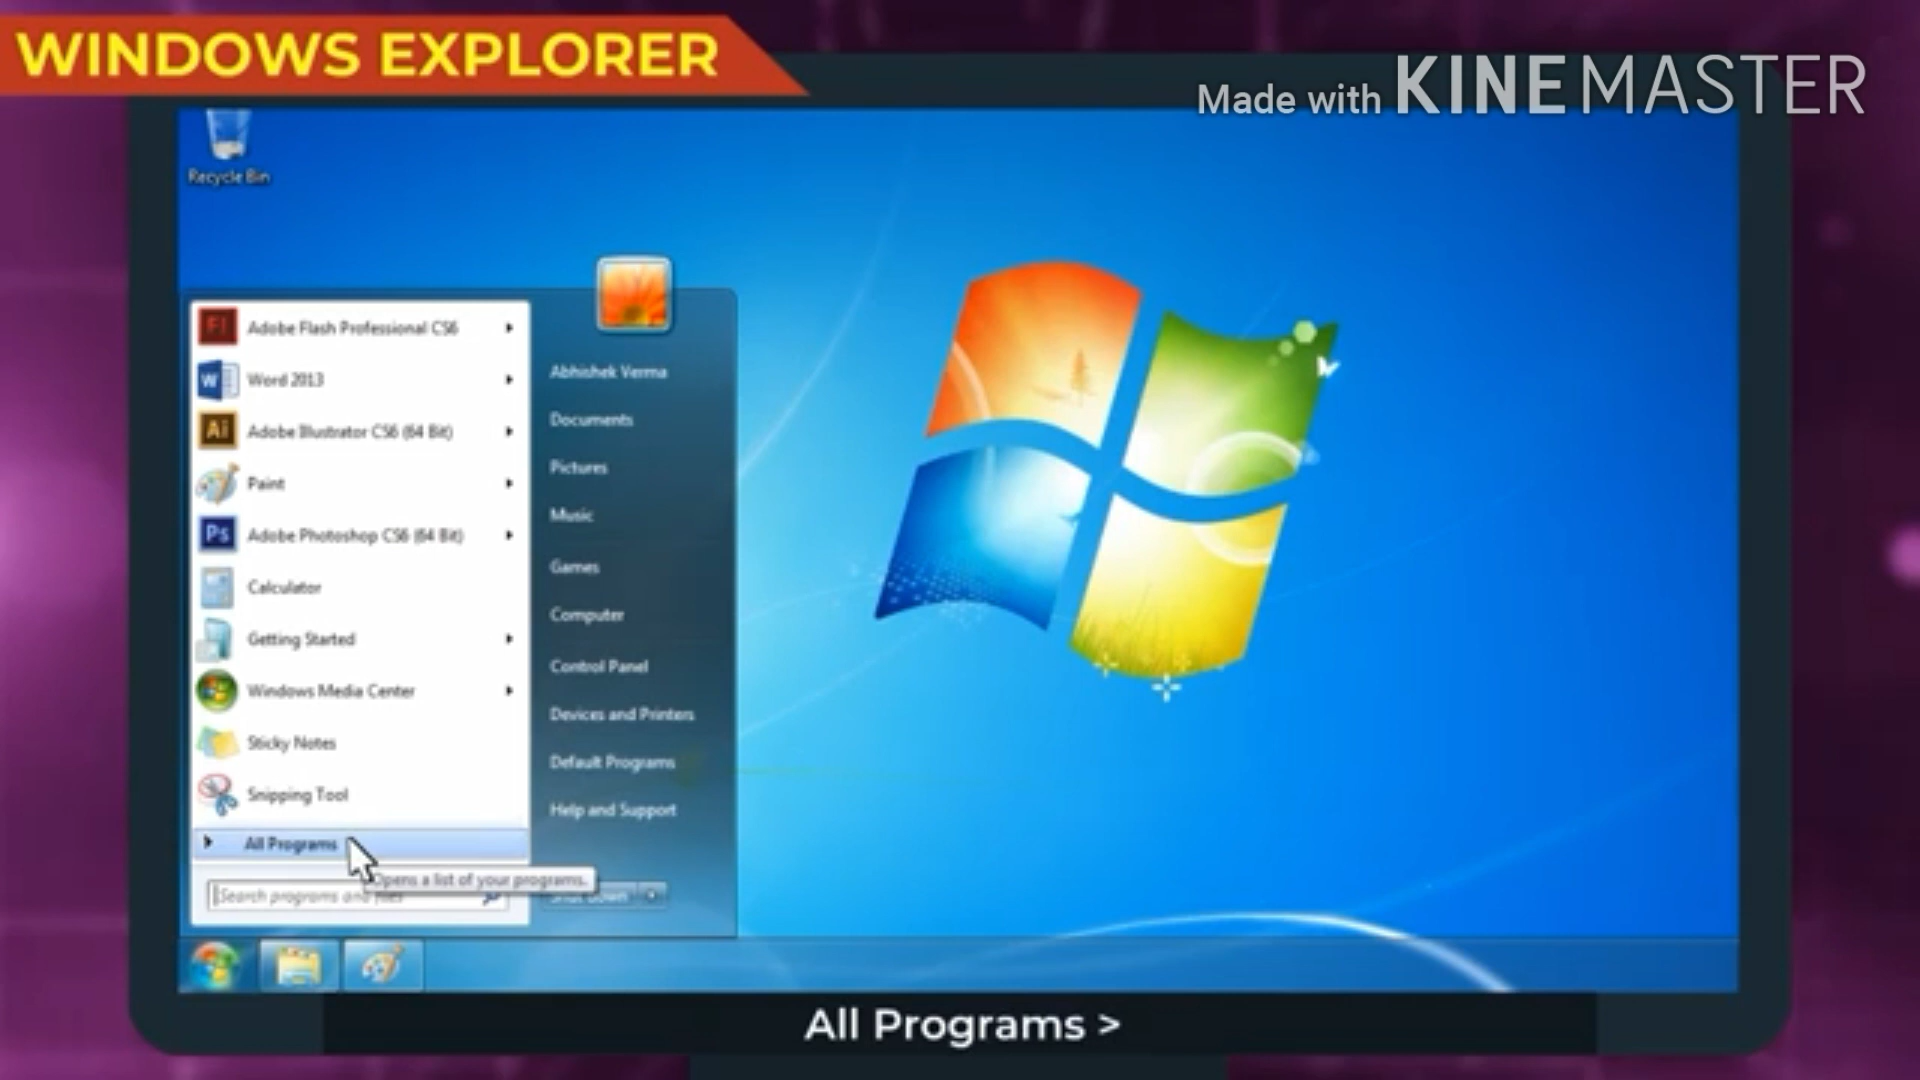 WINDOWS EXPLORER
Made with KINEMASTER
Recycle Bin
Fl
Adobe Flash Professional CS6
Word 2013
Ai
Adobe Illustrator CS6 (64 Bit)
Paint
Ps
Adobe Photoshop CS6 (64 Bit)
Calculator
Getting Started
Windows Media Center
Sticky Notes
Snipping Tool
All Programs
Search programs and files
Abhishek Verma
Documents
Pictures
Music
Games
Computer
Control Panel
Devices and Printers
Default Programs
Help and Support
Opens a list of your programs.
Shut down
All Programs >